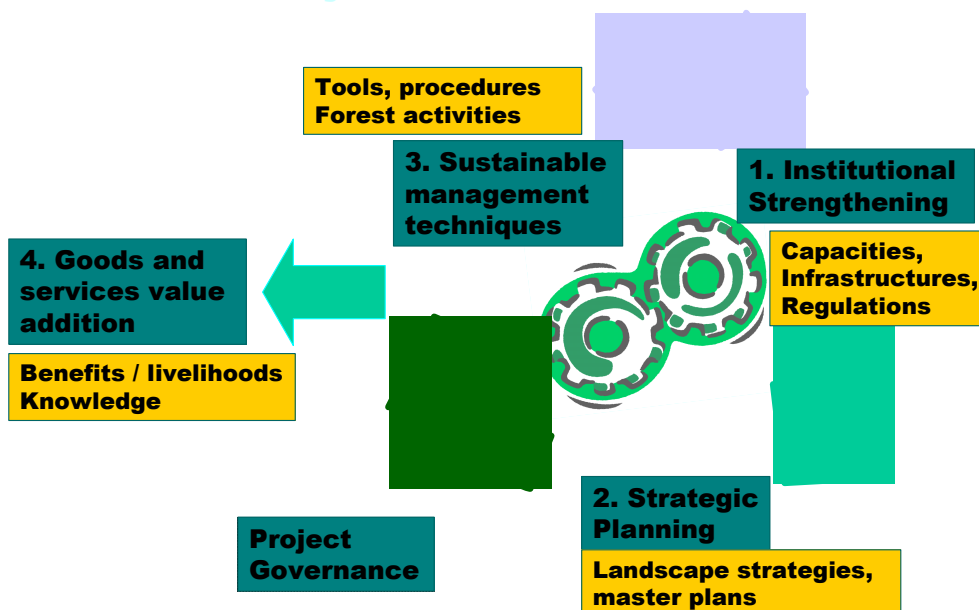 Tools, procedures
Forest activities
3. Sustainable
management
techniques
1. Institutional
Strengthening
Capacities,
Infrastructures,
Regulations
4. Goods and
services value
addition
Benefits / livelihoods
Knowledge
2. Strategic
Planning
Landscape strategies,
master plans
Project
Governance